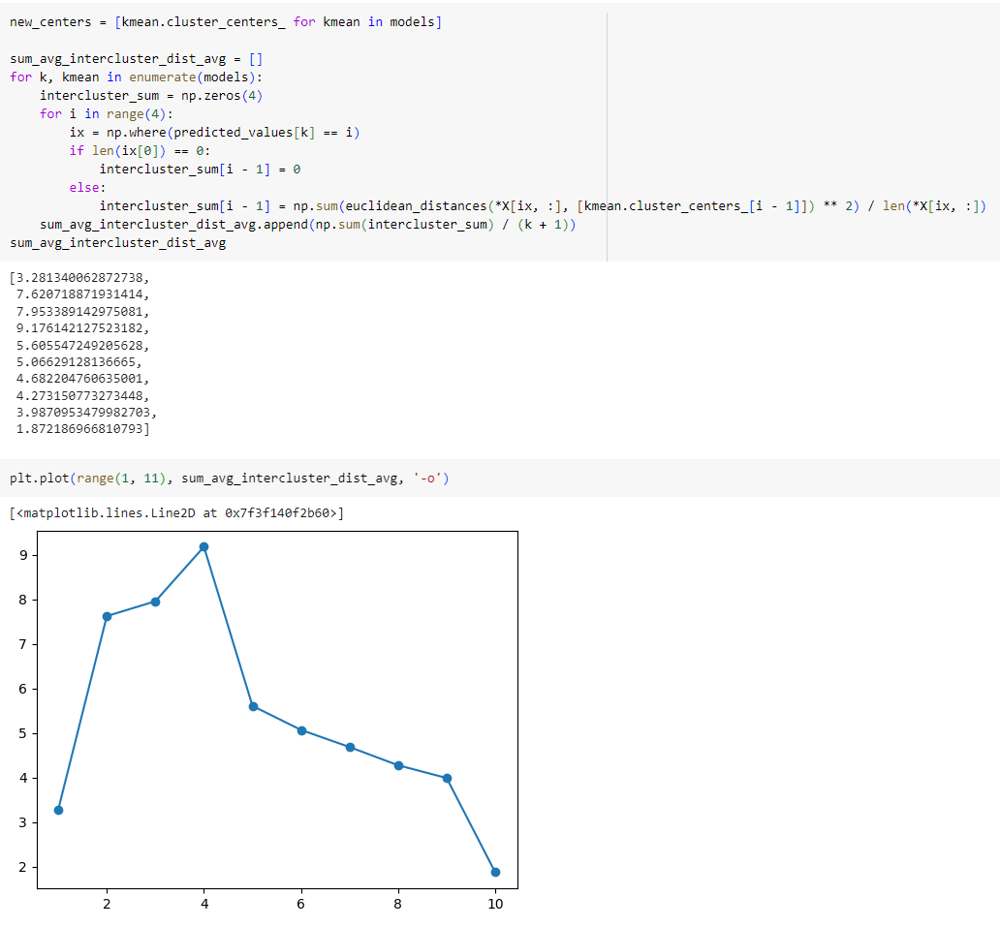 new_centers = [kmean.cluster_centers_ for kmean in models]
sum_avg_intercluster_dist_avg = []
for k, kmean in enumerate(models):
    intercluster_sum = np.zeros(4)
    for i in range(4):
        ix = np.where(predicted_values[k] == i)
        if len(ix[0]) == 0:
            intercluster_sum[i - 1] = 0
        else:
            intercluster_sum[i - 1] = np.sum(euclidean_distances(*X[ix, :], [kmean.cluster_centers_[i - 1]]) ** 2) / len(*X[ix, :])
    sum_avg_intercluster_dist_avg.append(np.sum(intercluster_sum) / (k + 1))
sum_avg_intercluster_dist_avg
[3.281340062872738,
 7.620718871931414,
 7.953389142975081,
 9.176142127523182,
 5.605547249205628,
 5.06629128136665,
 4.682204760635001,
 4.273150773273448,
 3.9870953479982703,
 1.872186966810793]
plt.plot(range(1, 11), sum_avg_intercluster_dist_avg, '-o')
[<matplotlib.lines.Line2D at 0x7f3f140f2b60>]
9
8
7
6
5
4
3
2
2 4 6 8 10